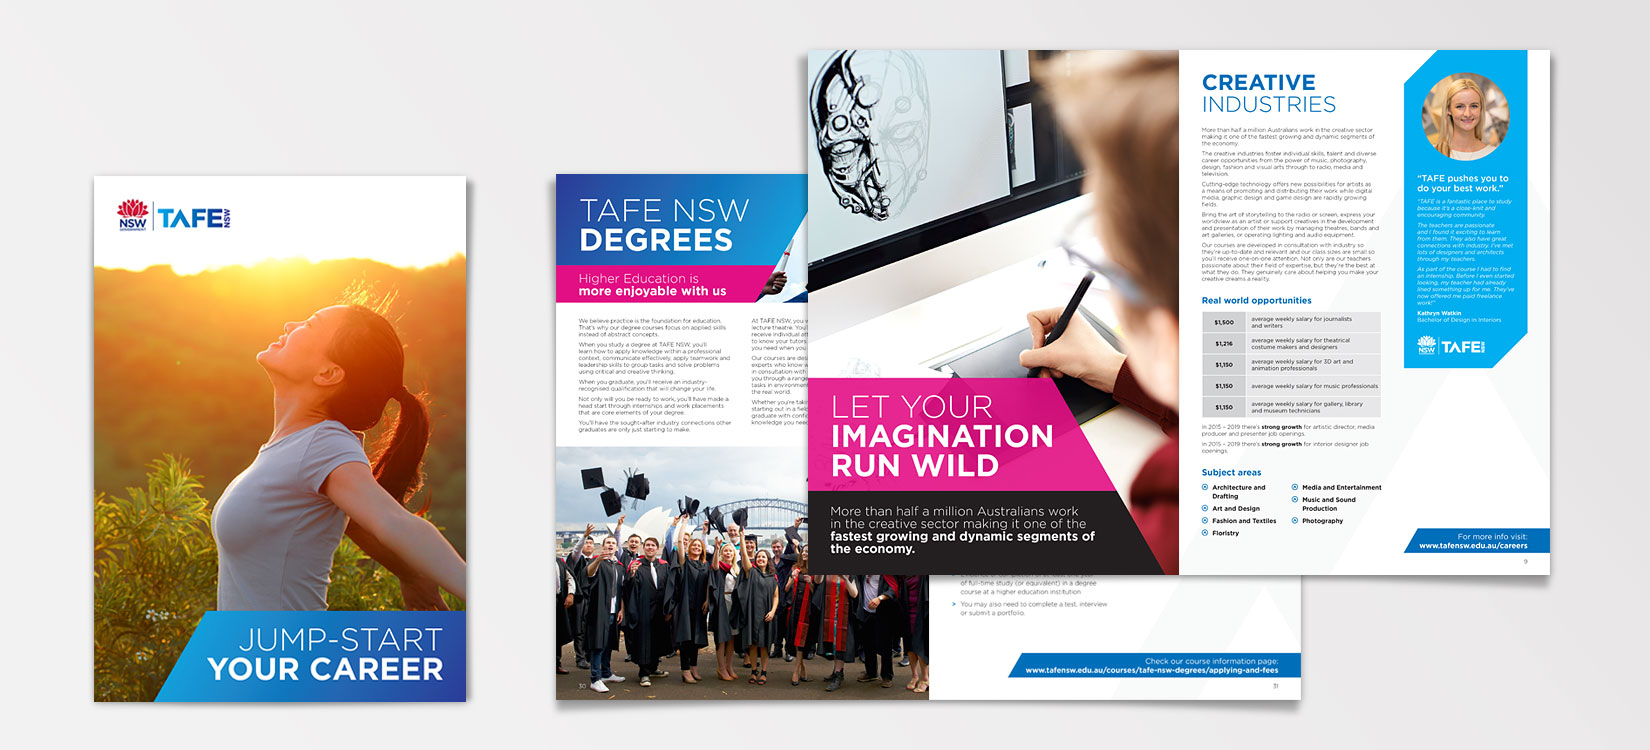 NSW
GOVERNMENT
TAFE
NSW
JUMP-START
YOUR CAREER
TAFE NSW
DEGREES
Higher Education is
more enjoyable with us
We believe practice is the foundation for education.
That's why our degree courses focus on applied skills
instead of abstract concepts.
When you study a degree at TAFE NSW, you'll
learn how to apply knowledge within a professional
context, communicate effectively, apply teamwork and
leadership skills to group tasks and solve problems
using critical and creative thinking.
When you graduate, you'll receive an industry-
recognised qualification that will change your life.
Not only will you be ready to work, you'll have made a
head start through internships and work placements
that are core elements of your degree.
You'll have the sought-after industry connections other
graduates are only just starting to make.
At TAFE NSW, you
lecture theatre. You'll
receive individual
to know your tutors
you need when you
Our courses are
experts who know
in consultation with
you through a range
tasks in
the real world.
Whether you're
starting out in a
graduate with
knowledge you need
30
of full-time study (or equivalent) in a degree
course at a higher education institution
> You may also need to complete a test, interview
or submit a portfolio.
Check our course information page:
www.tafensw.edu.au/courses/tafe-nsw-degrees/applying-and-fees
31
LET YOUR
IMAGINATION
RUN WILD
More than half a million Australians work
in the creative sector making it one of the
fastest growing and dynamic segments of
the economy.
CREATIVE
INDUSTRIES
More than half a million Australians work in the creative sector
making it one of the fastest growing and dynamic segments of
the economy.
The creative industries foster individual skills, talent and diverse
career opportunities from the power of music, photography,
design, fashion and visual arts through to radio, media and
television.
Cutting-edge technology offers new possibilities for artists as
a means of promoting and distributing their work while digital
media, graphic design and game design are rapidly growing
fields.
Bring the art of storytelling to the radio or screen, express your
worldview as an artist or support creatives in the development
and presentation of their work by managing theatres, bands and
art galleries, or operating lighting and audio equipment.
Our courses are developed in consultation with industry so
they're up-to-date and relevant and our class sizes are small so
you'll receive one-on-one attention. Not only are our teachers
passionate about their field of expertise, but they're the best at
what they do. They genuinely care about helping you make your
creative dreams a reality.
Real world opportunities
$1,500 average weekly salary for journalists
and writers
$1,216 average weekly salary for theatrical
costume makers and designers
$1,150 average weekly salary for 3D art and
animation professionals
$1,150 average weekly salary for music professionals
$1,150 average weekly salary for gallery, library
and museum technicians
In 2015 – 2019 there's strong growth for artistic director, media
producer and presenter job openings.
In 2015 – 2019 there's strong growth for interior designer job
openings.
Subject areas
Architecture and
Drafting
Art and Design
Fashion and Textiles
Floristry
Media and Entertainment
Music and Sound
Production
Photography
"TAFE pushes you to
do your best work."
"TAFE is a fantastic place to study
because it's a close-knit and
encouraging community.
The teachers are passionate
and I found it exciting to learn
from them. They also have great
connections with industry. I've met
lots of designers and architects
through my teachers.
As part of the course I had to find
an internship. Before I even started
looking, my teacher had already
lined something up for me. They've
now offered me paid freelance
work!"
Kathryn Watkin
Bachelor of Design in Interiors
NSW
TAFE
NSW
For more info visit:
www.tafensw.edu.au/careers
9